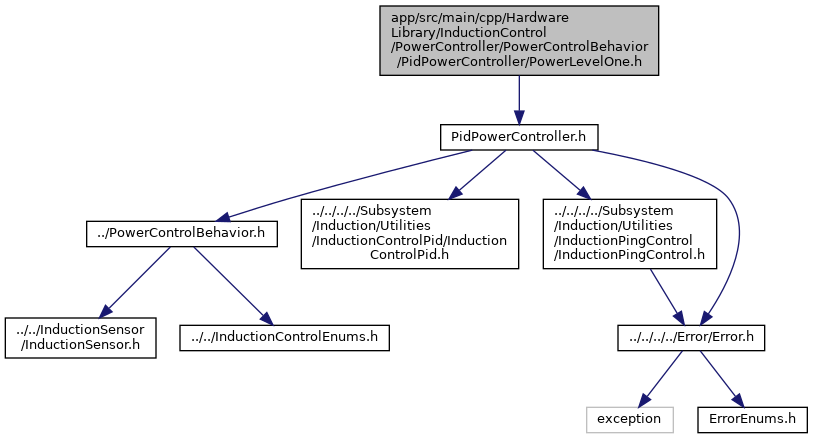 app/src/main/cpp/Hardware
Library/InductionControl
/PowerController/PowerControlBehavior
/PidPowerController/PowerLevelOne.h
PidPowerController.h
../PowerControlBehavior.h
../../../../Subsystem
/Induction/Utilities
/InductionControlPid/Induction
ControlPid.h
../../../../Subsystem
/Induction/Utilities
/InductionPingControl
/InductionPingControl.h
../../InductionSensor
/InductionSensor.h
../../InductionControlEnums.h
../../../../Error/Error.h
exception
ErrorEnums.h